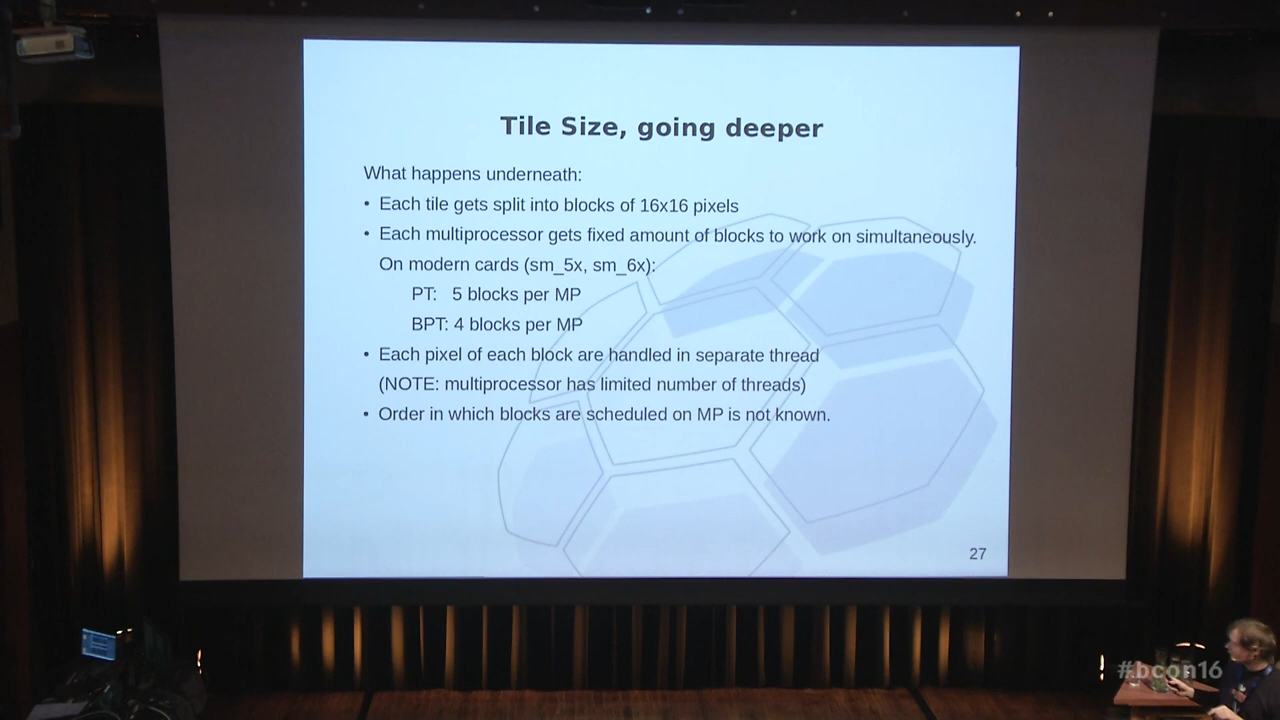 Tile Size, going deeper
What happens underneath:
• Each tile gets split into blocks of 16x16 pixels
• Each multiprocessor gets fixed amount of blocks to work on simultaneously.
On modern cards (sm_5x, sm_6x):
PT: 5 blocks per MP
BPT: 4 blocks per MP
• Each pixel of each block are handled in separate thread
(NOTE: multiprocessor has limited number of threads)
• Order in which blocks are scheduled on MP is not known.
27
#bcon16